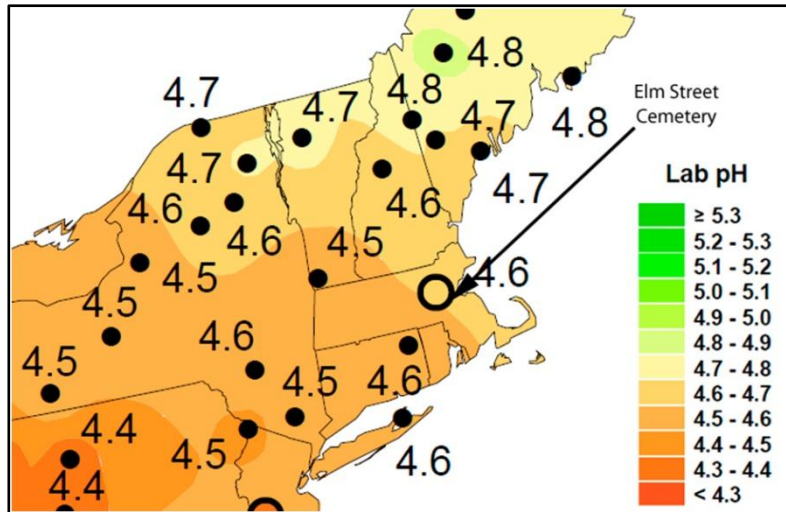 4.8
4.7
4.8
4.7
4.7
4.8
Elm Street
Cemetery
4.7
4.6
4.6
4.6
4.7
4.5
4.6
4.5
4.5
4.6
4.5
4.5
4.6
4.4
4.5
4.6
4.4
Lab pH
≥ 5.3
5.2 - 5.3
5.1 - 5.2
5.0 - 5.1
4.9 - 5.0
4.8 - 4.9
4.7 - 4.8
4.6 - 4.7
4.5 - 4.6
4.4 - 4.5
4.3 - 4.4
< 4.3